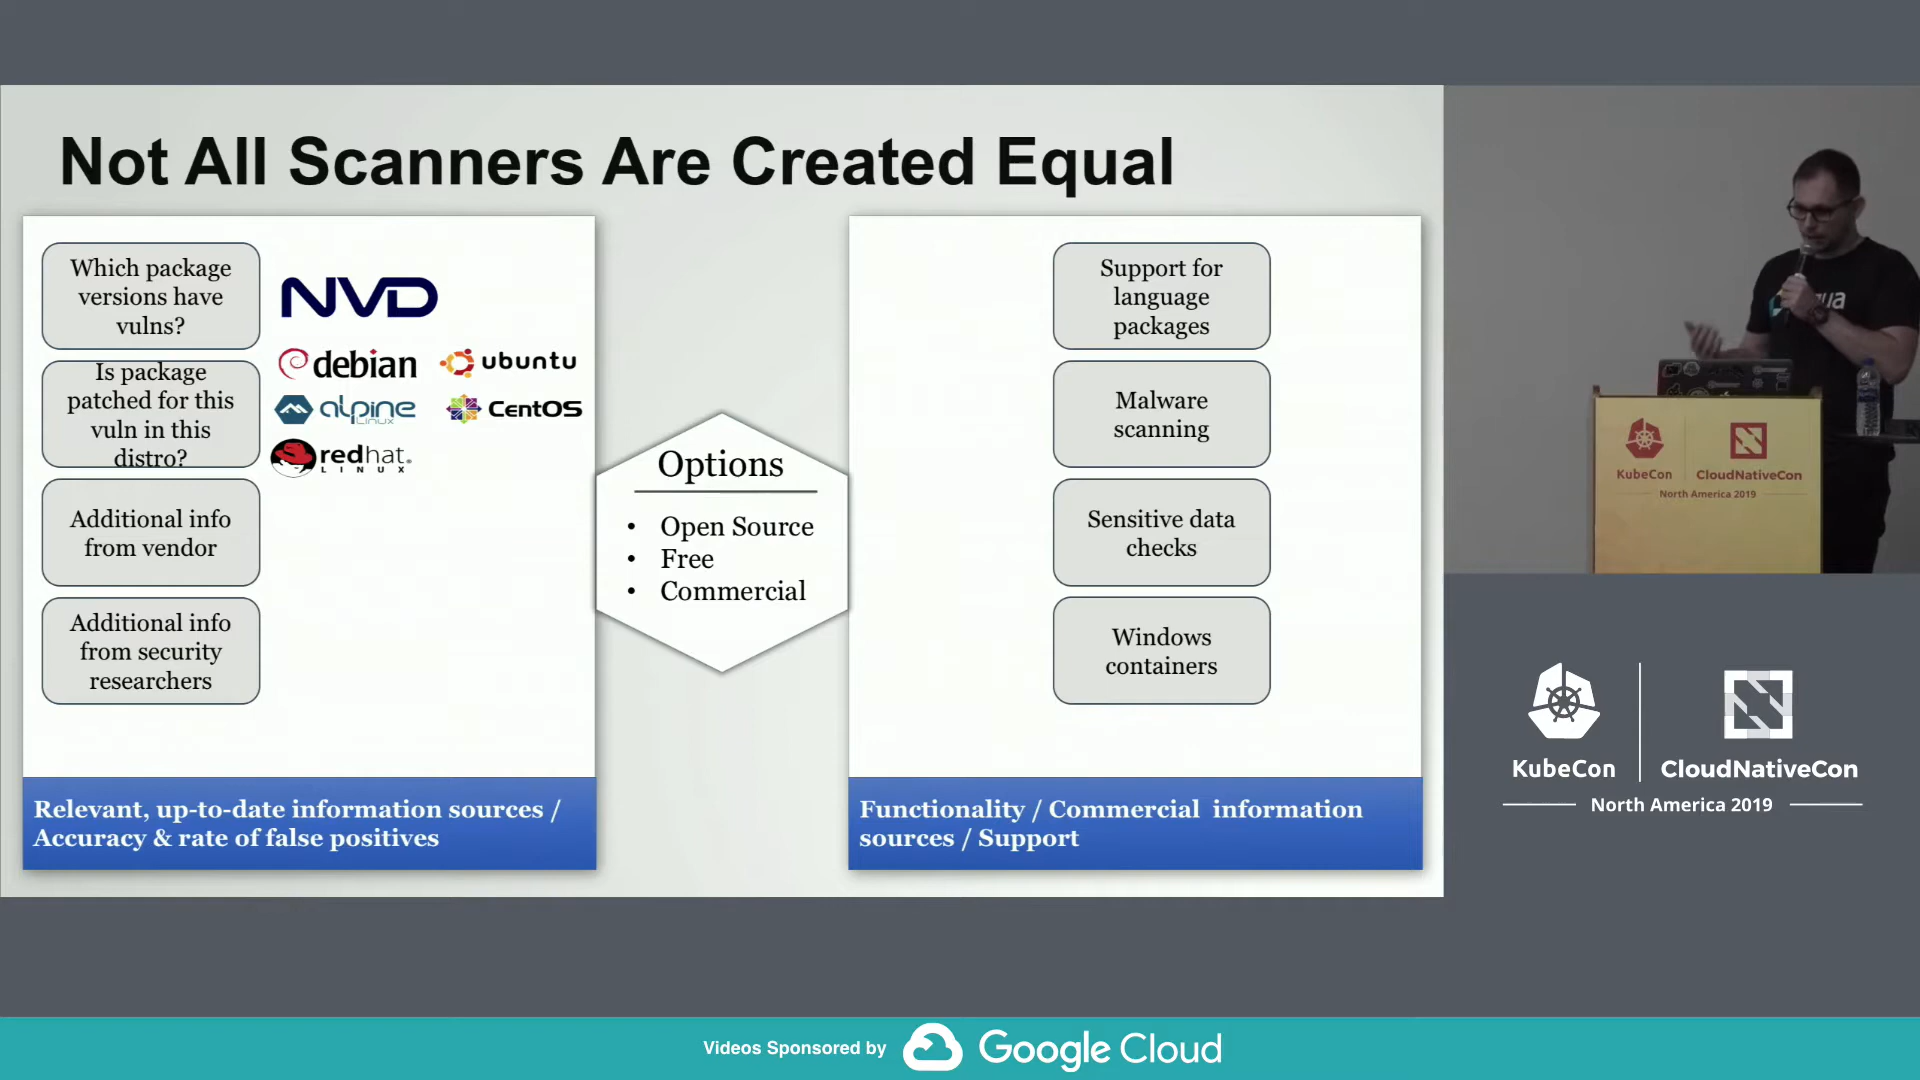 Not All Scanners Are Created Equal
Which package
versions have
vulns?
NVD
Is package
patched for this
vuln in this
distro?
debian
ubuntu
alpine
LINUX
CentOS
redhat
LINUX
Additional info
from vendor
Additional info
from security
researchers
Relevant, up-to-date information sources /
Accuracy & rate of false positives
Options
• Open Source
• Free
• Commercial
Support for
language
packages
Malware
scanning
Sensitive data
checks
Windows
containers
Functionality / Commercial information
sources / Support
KubeCon
CloudNativeCon
North America 2019
KubeCon
CloudNativeCon
North America 2019
Videos Sponsored by
Google Cloud